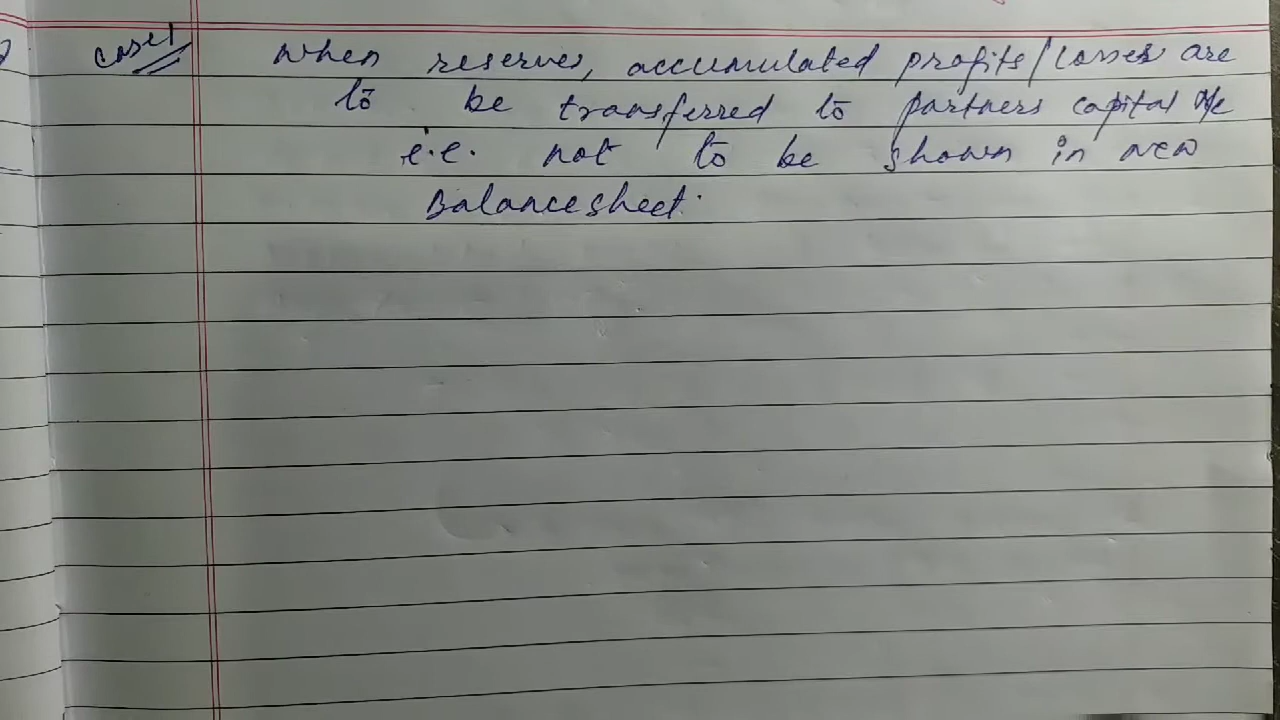 Case 1 When reserves, accumulated profits/losses are
to be transferred to partners capital A/c
i.e. not to be shown in new
Balancesheet.